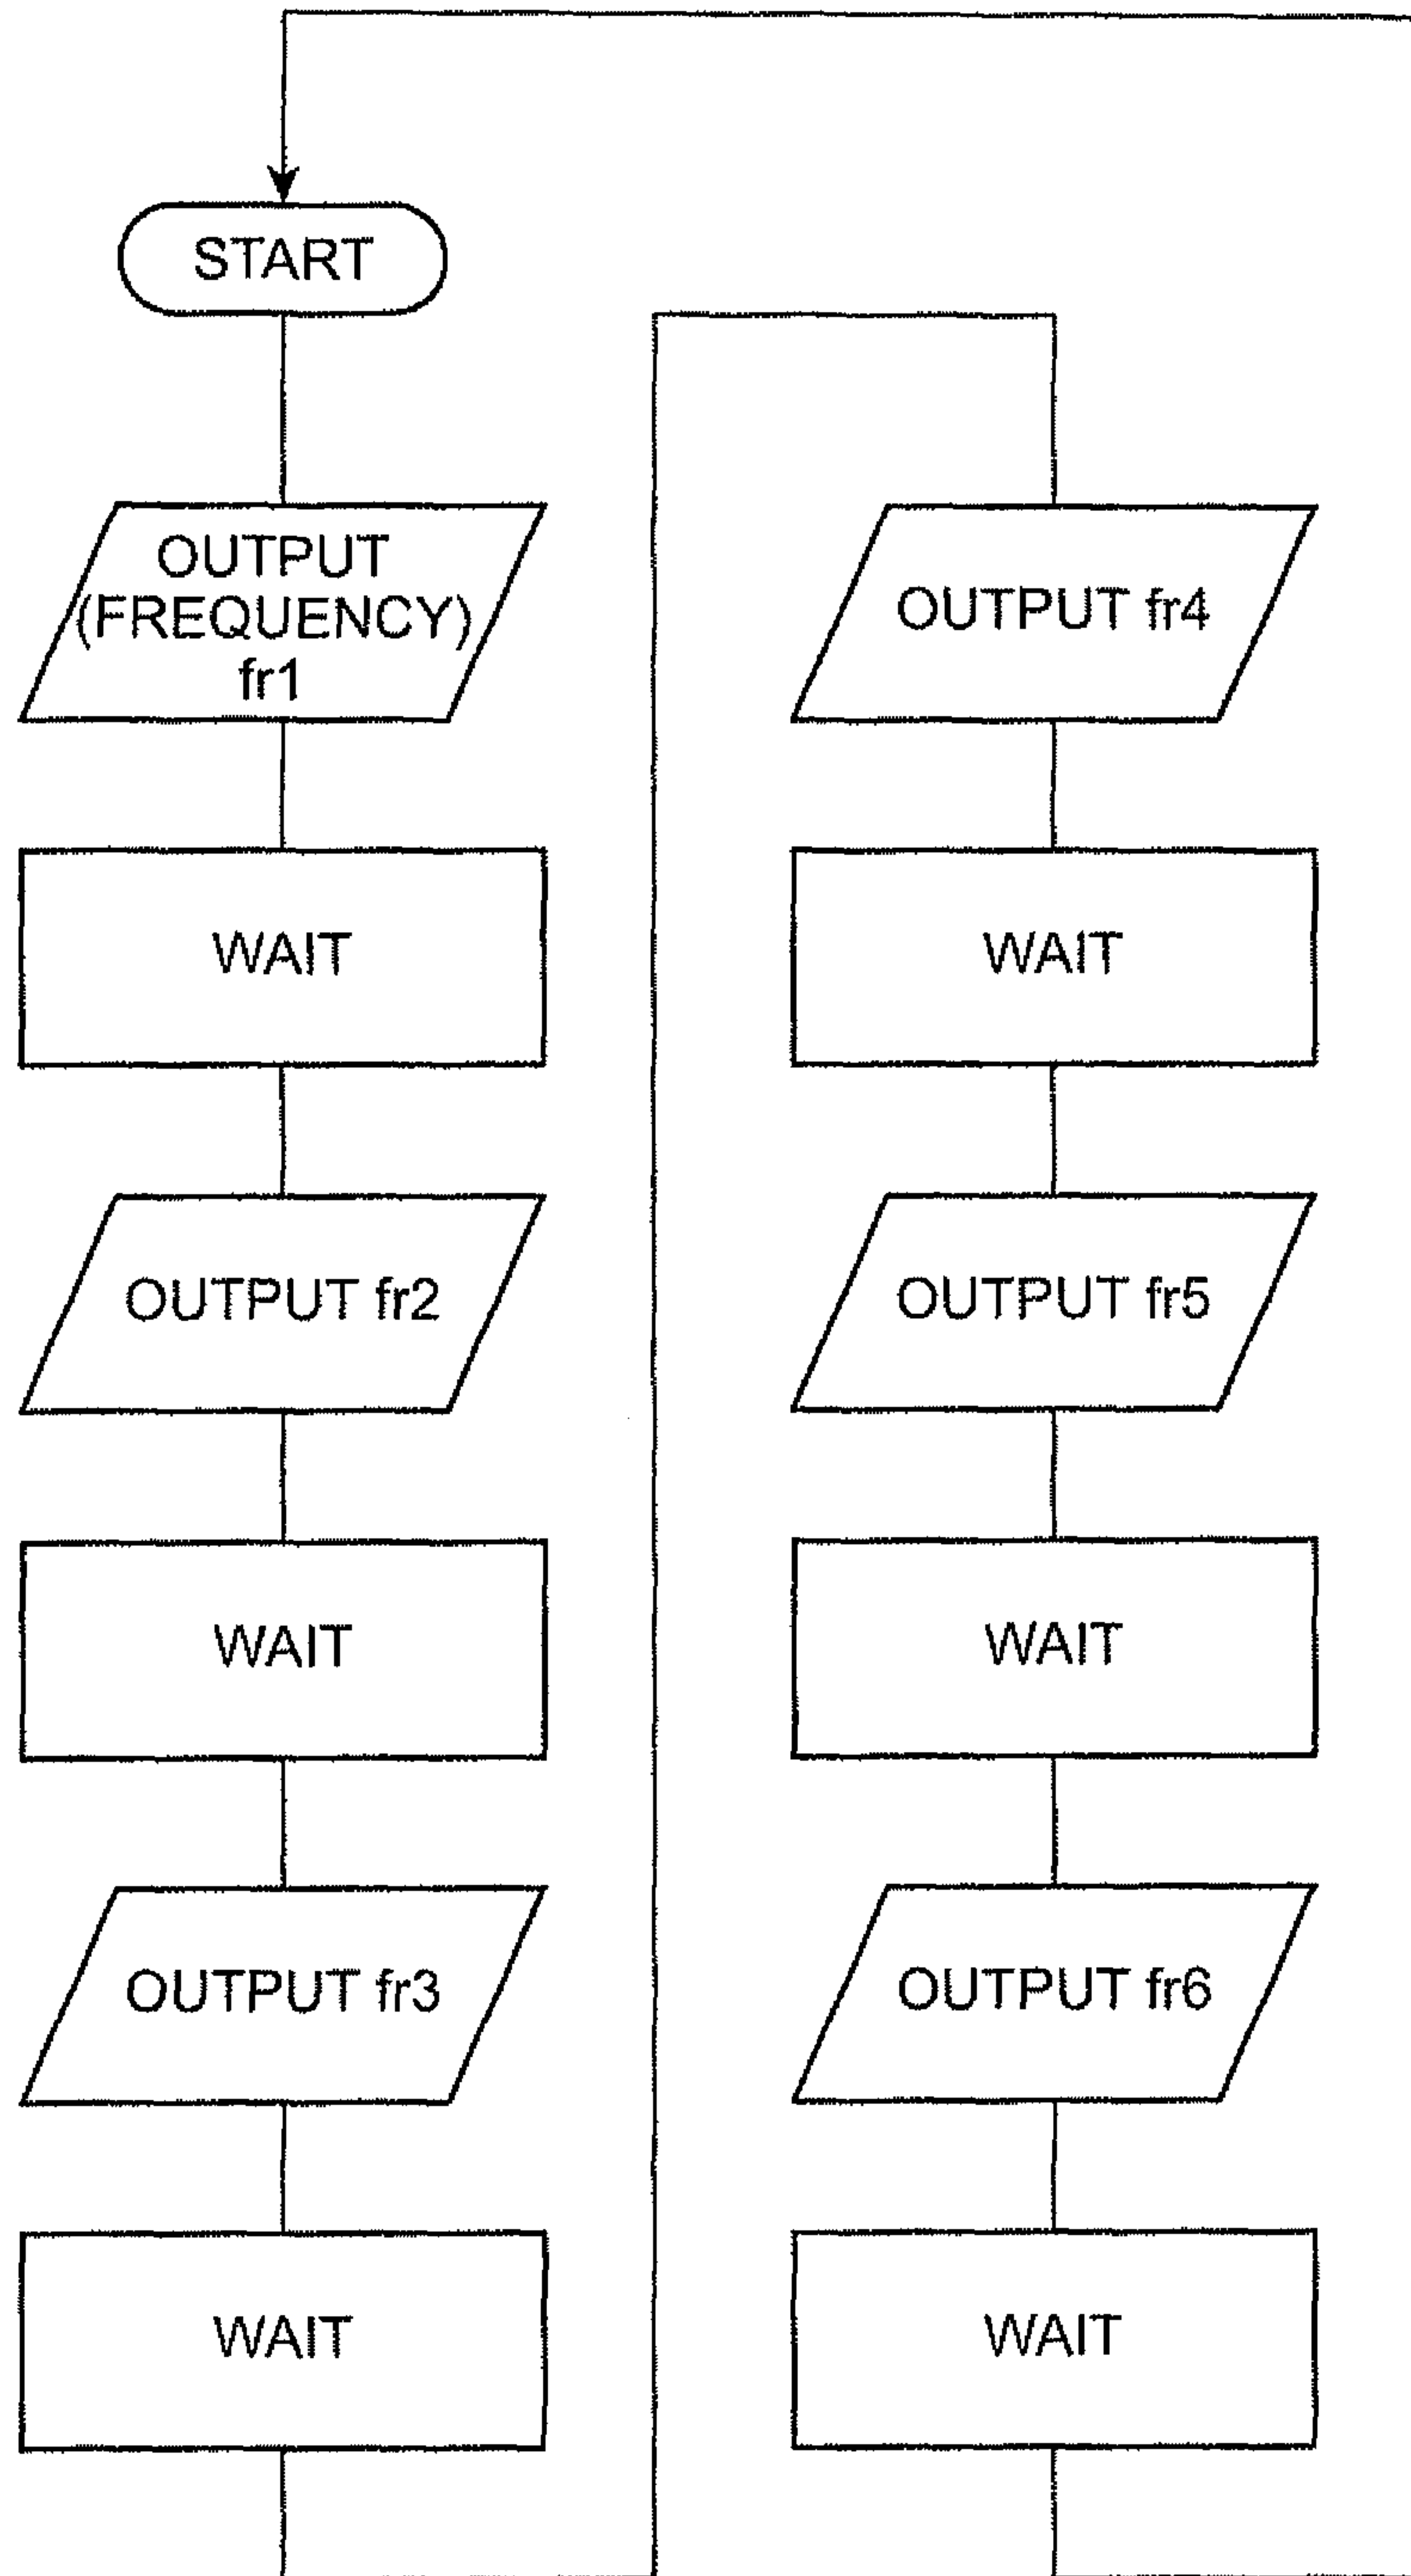 START
OUTPUT
(FREQUENCY)
fr1
WAIT
OUTPUT fr2
WAIT
OUTPUT fr3
WAIT
OUTPUT fr4
WAIT
OUTPUT fr5
WAIT
OUTPUT fr6
WAIT